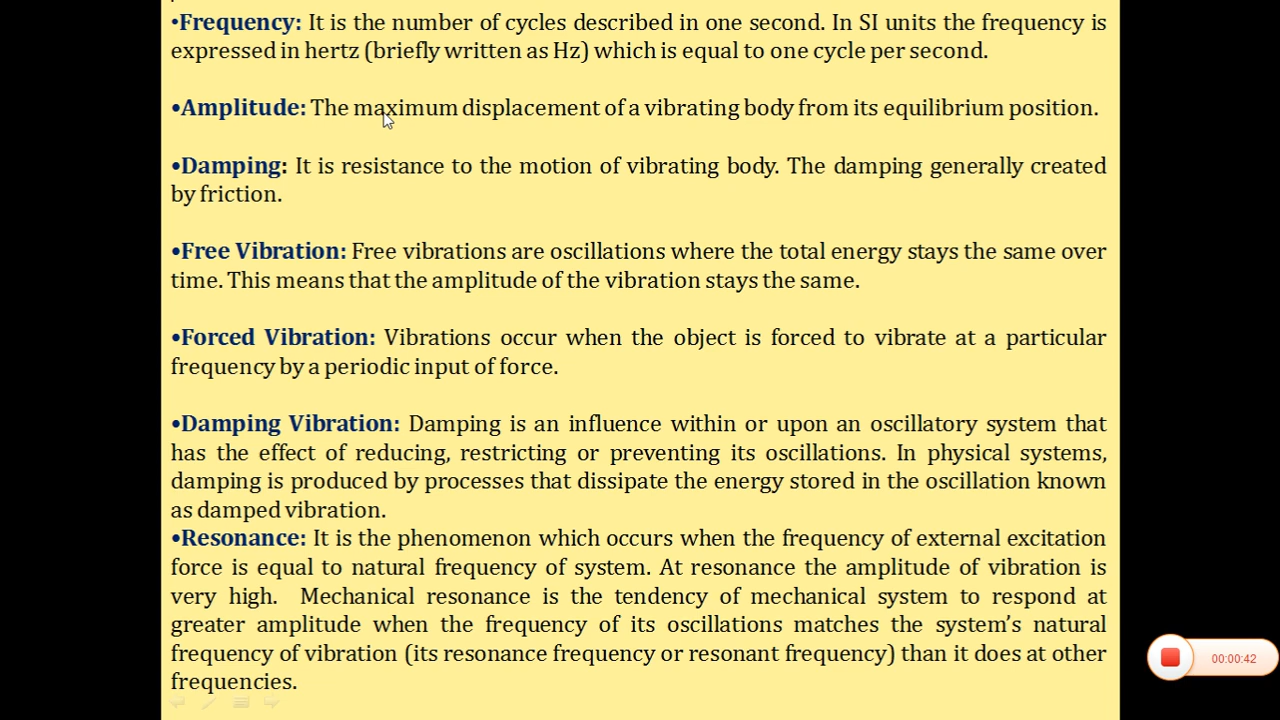 •Frequency: It is the number of cycles described in one second. In SI units the frequency is
expressed in hertz (briefly written as Hz) which is equal to one cycle per second.
•Amplitude: The maximum displacement of a vibrating body from its equilibrium position.
•Damping: It is resistance to the motion of vibrating body. The damping generally created
by friction.
•Free Vibration: Free vibrations are oscillations where the total energy stays the same over
time. This means that the amplitude of the vibration stays the same.
•Forced Vibration: Vibrations occur when the object is forced to vibrate at a particular
frequency by a periodic input of force.
•Damping Vibration: Damping is an influence within or upon an oscillatory system that
has the effect of reducing, restricting or preventing its oscillations. In physical systems,
damping is produced by processes that dissipate the energy stored in the oscillation known
as damped vibration.
•Resonance: It is the phenomenon which occurs when the frequency of external excitation
force is equal to natural frequency of system. At resonance the amplitude of vibration is
very high. Mechanical resonance is the tendency of mechanical system to respond at
greater amplitude when the frequency of its oscillations matches the system's natural
frequency of vibration (its resonance frequency or resonant frequency) than it does at other
frequencies.
00:00:42